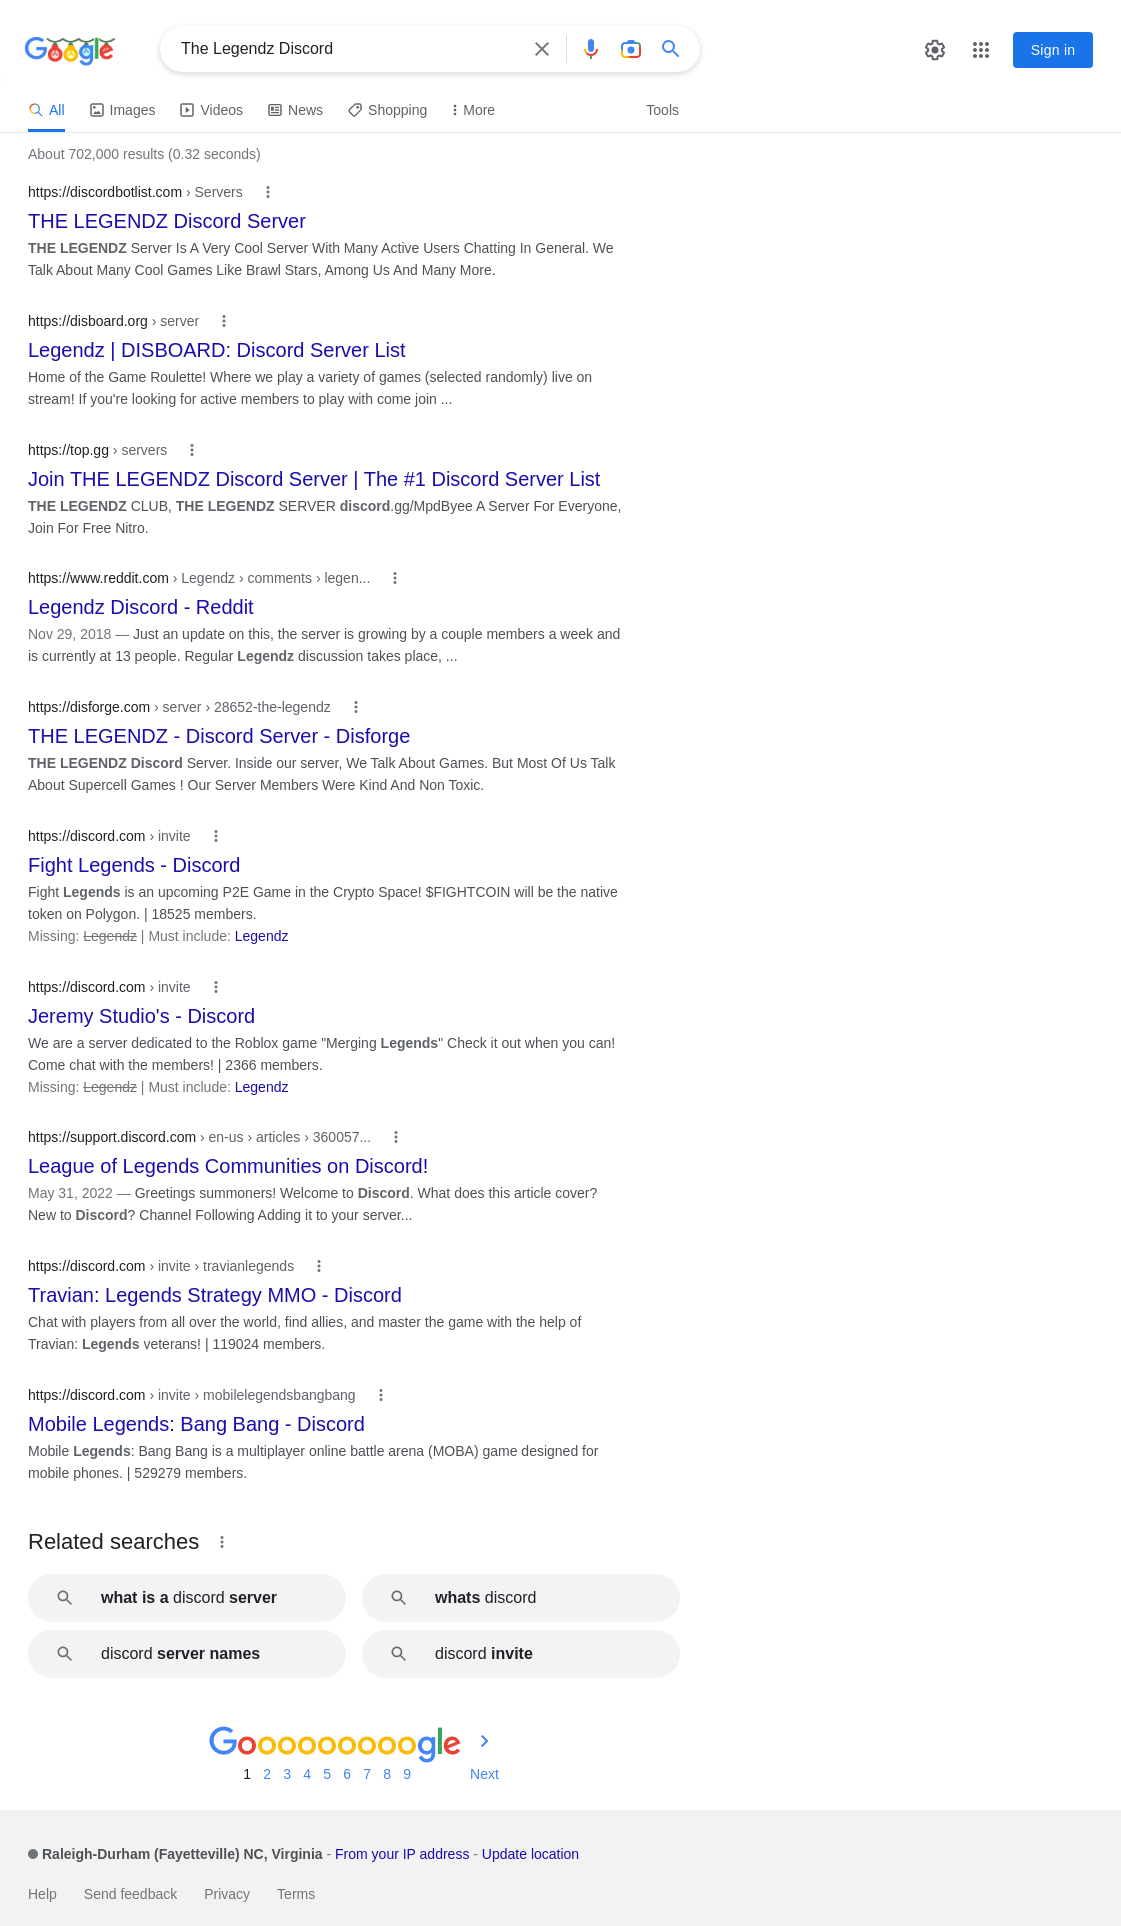 Google
The Legendz Discord
Sign in
All Images Videos News Shopping More Tools
About 702,000 results (0.32 seconds)
https://discordbotlist.com › Servers
THE LEGENDZ Discord Server
THE LEGENDZ Server Is A Very Cool Server With Many Active Users Chatting In General. We
Talk About Many Cool Games Like Brawl Stars, Among Us And Many More.
https://disboard.org › server
Legendz | DISBOARD: Discord Server List
Home of the Game Roulette! Where we play a variety of games (selected randomly) live on
stream! If you're looking for active members to play with come join ...
https://top.gg › servers
Join THE LEGENDZ Discord Server | The #1 Discord Server List
THE LEGENDZ CLUB, THE LEGENDZ SERVER discord.gg/MpdByee A Server For Everyone,
Join For Free Nitro.
https://www.reddit.com › Legendz › comments › legen...
Legendz Discord - Reddit
Nov 29, 2018 — Just an update on this, the server is growing by a couple members a week and
is currently at 13 people. Regular Legendz discussion takes place, ...
https://disforge.com › server › 28652-the-legendz
THE LEGENDZ - Discord Server - Disforge
THE LEGENDZ Discord Server. Inside our server, We Talk About Games. But Most Of Us Talk
About Supercell Games ! Our Server Members Were Kind And Non Toxic.
https://discord.com › invite
Fight Legends - Discord
Fight Legends is an upcoming P2E Game in the Crypto Space! $FIGHTCOIN will be the native
token on Polygon. | 18525 members.
Missing: Legendz | Must include: Legendz
https://discord.com › invite
Jeremy Studio's - Discord
We are a server dedicated to the Roblox game "Merging Legends" Check it out when you can!
Come chat with the members! | 2366 members.
Missing: Legendz | Must include: Legendz
https://support.discord.com › en-us › articles › 360057...
League of Legends Communities on Discord!
May 31, 2022 — Greetings summoners! Welcome to Discord. What does this article cover?
New to Discord? Channel Following Adding it to your server...
https://discord.com › invite › travianlegends
Travian: Legends Strategy MMO - Discord
Chat with players from all over the world, find allies, and master the game with the help of
Travian: Legends veterans! | 119024 members.
https://discord.com › invite › mobilelegendsbangbang
Mobile Legends: Bang Bang - Discord
Mobile Legends: Bang Bang is a multiplayer online battle arena (MOBA) game designed for
mobile phones. | 529279 members.
Related searches
what is a discord server
whats discord
discord server names
discord invite
Goooooooooogle
1 2 3 4 5 6 7 8 9 Next
Raleigh-Durham (Fayetteville) NC, Virginia - From your IP address - Update location
Help Send feedback Privacy Terms